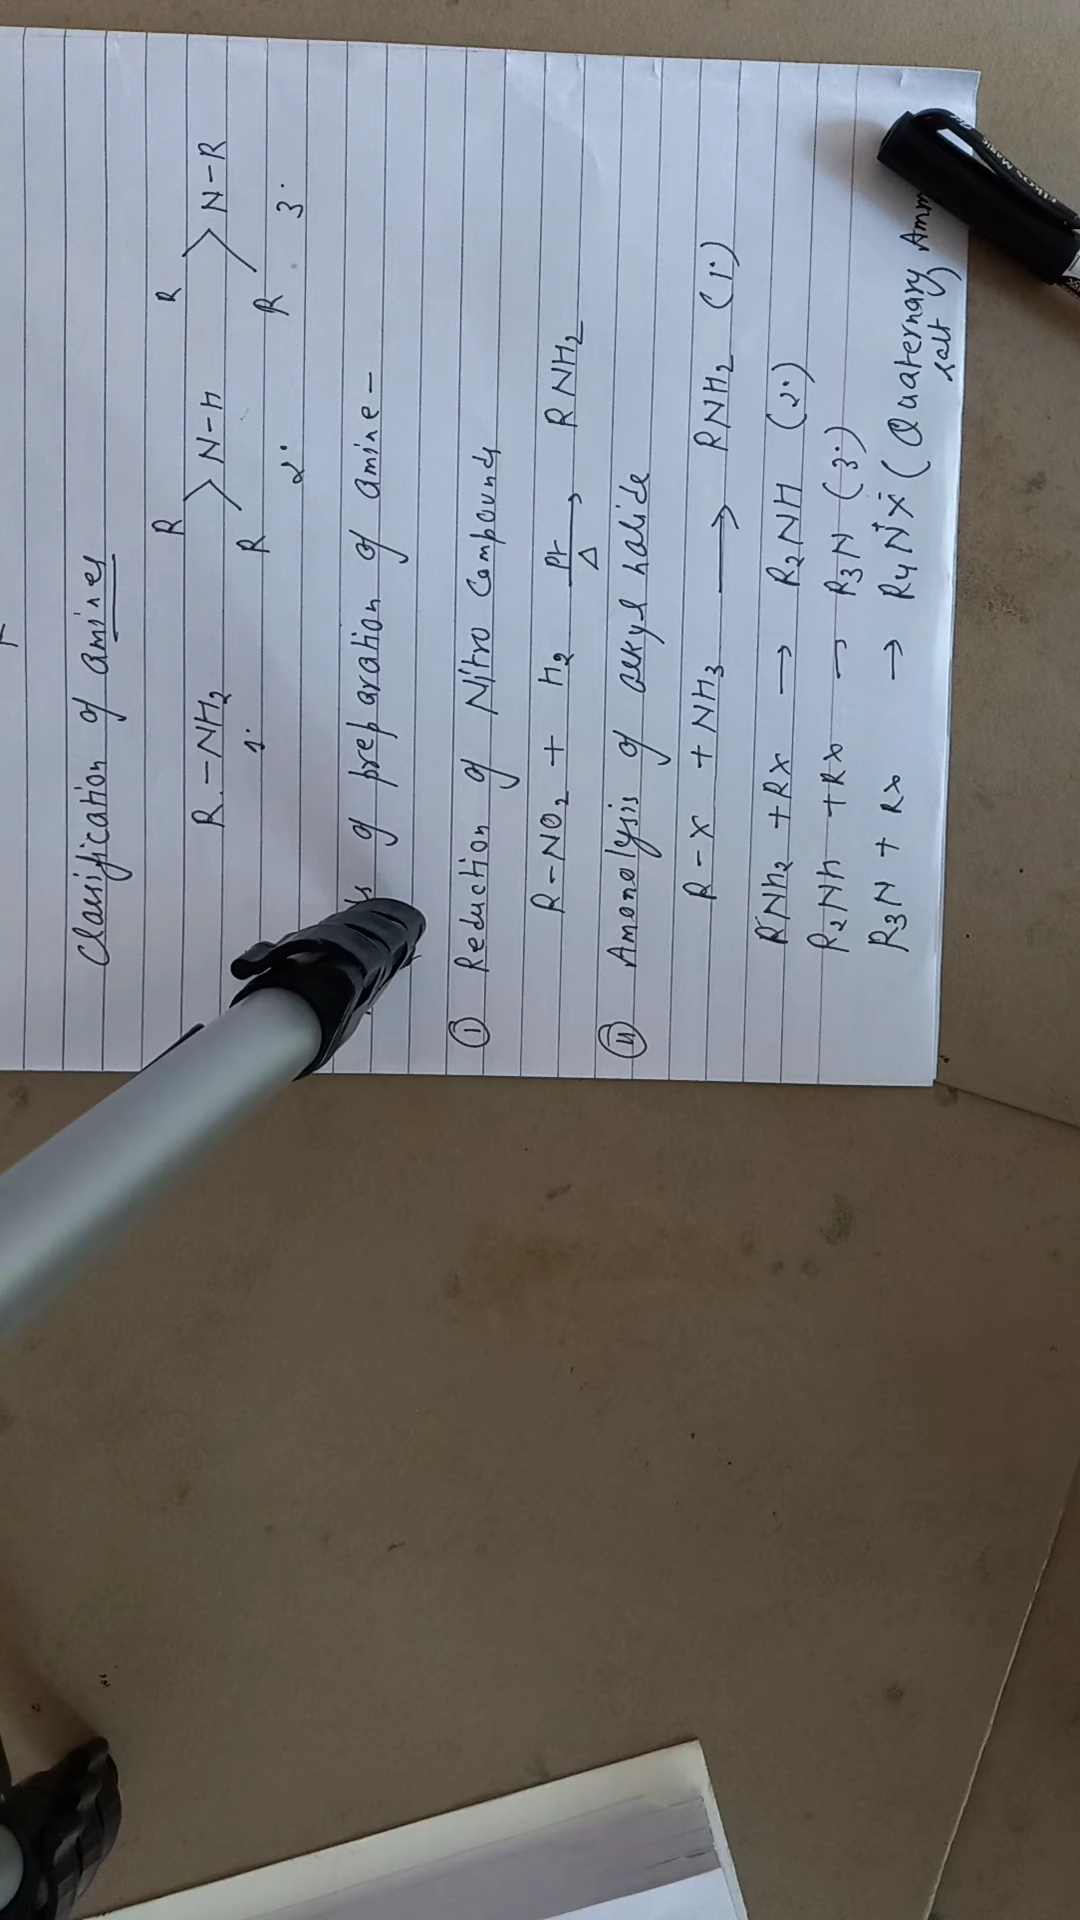 Classification of amines
R R
R-NH2 N-h N-R
1° R R
2° 3°
of preparation of amine-
(i) Reduction of Nitro Compounds
R-NO2 + H2 Pt Δ → RNH2
(ii) Amonolysis of alkyl halide
R-X + NH3 → RNH2 (1°)
RNh2 + RX → R2NH (2°)
R2Nh + RX → R3N (3°)
R3N + RX → R4N+X- (Quaternary Amm
salt)